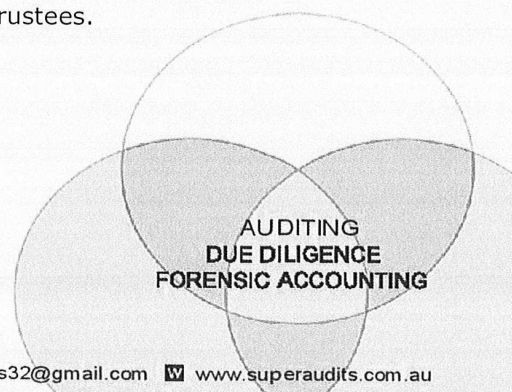 rustees.
AUDITING
DUE DILIGENCE
FORENSIC ACCOUNTING
s32@gmail.com W www.superaudits.com.au